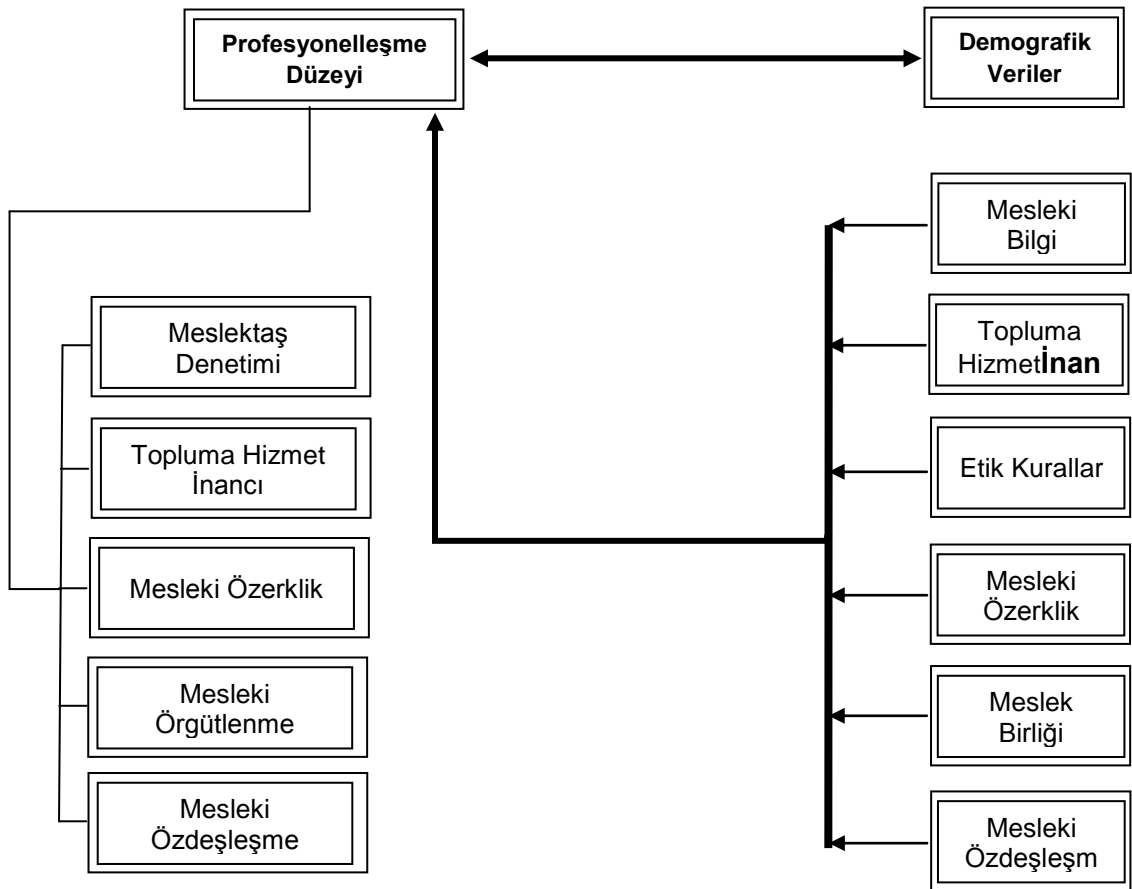 Profesyonelleşme
Düzeyi
Demografik
Veriler
Meslektaş
Denetimi
Topluma Hizmet
İnancı
Mesleki Özerklik
Mesleki
Örgütlenme
Mesleki
Özdeşleşme
Mesleki
Bilgi
Topluma
Hizmetİnan
Etik Kurallar
Mesleki
Özerklik
Meslek
Birliği
Mesleki
Özdeşleşm